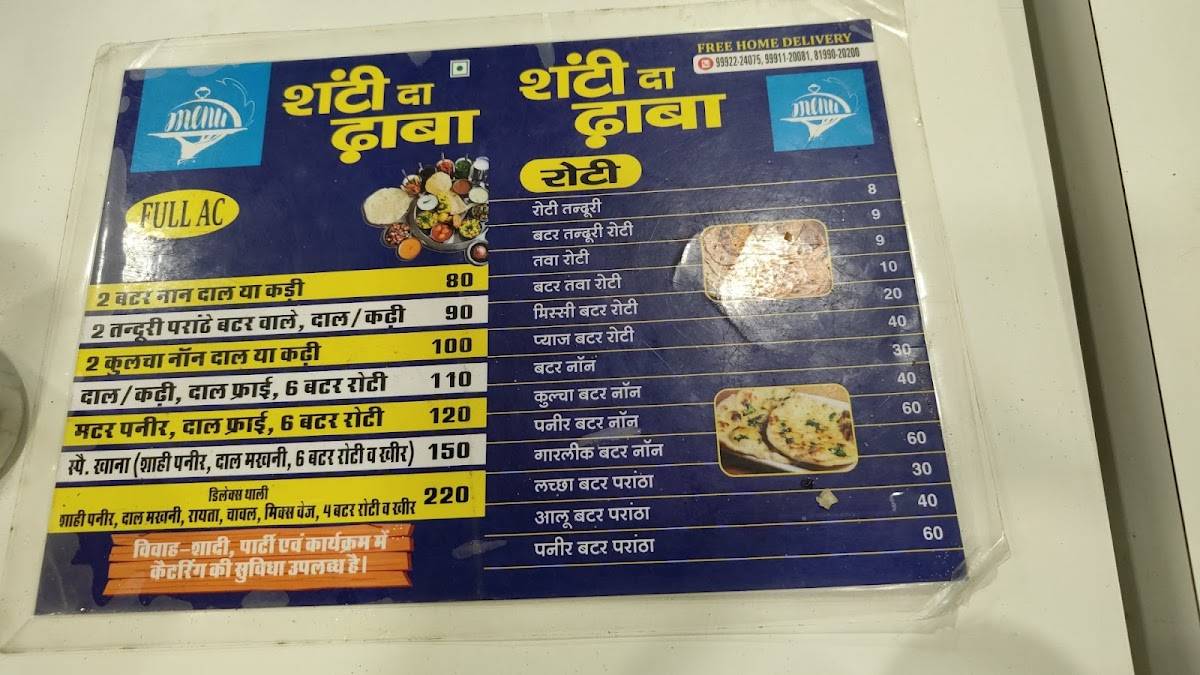 menu
शंटी दा
ढ़ाबा
FULL AC
2 बटर नान दाल या कड़ी 80
2 तन्दूरी परांठे बटर वाले, दाल/कढ़ी 90
2 कुलचा नॉन दाल या कढ़ी 100
दाल/कढ़ी, दाल फ्राई, 6 बटर रोटी 110
मटर पनीर, दाल फ्राई, 6 बटर रोटी 120
स्पै. खाना (शाही पनीर, दाल मखनी, 6 बटर रोटी व खीर) 150
डिलेक्स थाली
शाही पनीर, दाल मखनी, रायता, चावल, मिक्स वेज, 4 बटर रोटी व खीर 220
विवाह-शादी, पार्टी एवं कार्यक्रम में
कैटरिंग की सुविधा उपलब्ध है।
FREE HOME DELIVERY
99922-24075, 99911-20081, 81990-20200
शंटी दा
ढ़ाबा
menu
रोटी
रोटी तन्दूरी 8
बटर तन्दूरी रोटी 9
तवा रोटी 9
बटर तवा रोटी 10
मिस्सी बटर रोटी 20
प्याज बटर रोटी 40
बटर नॉन 30
कुल्चा बटर नॉन 40
पनीर बटर नॉन 60
गारलीक बटर नॉन 60
लच्छा बटर परांठा 30
आलू बटर परांठा 40
पनीर बटर परांठा 60